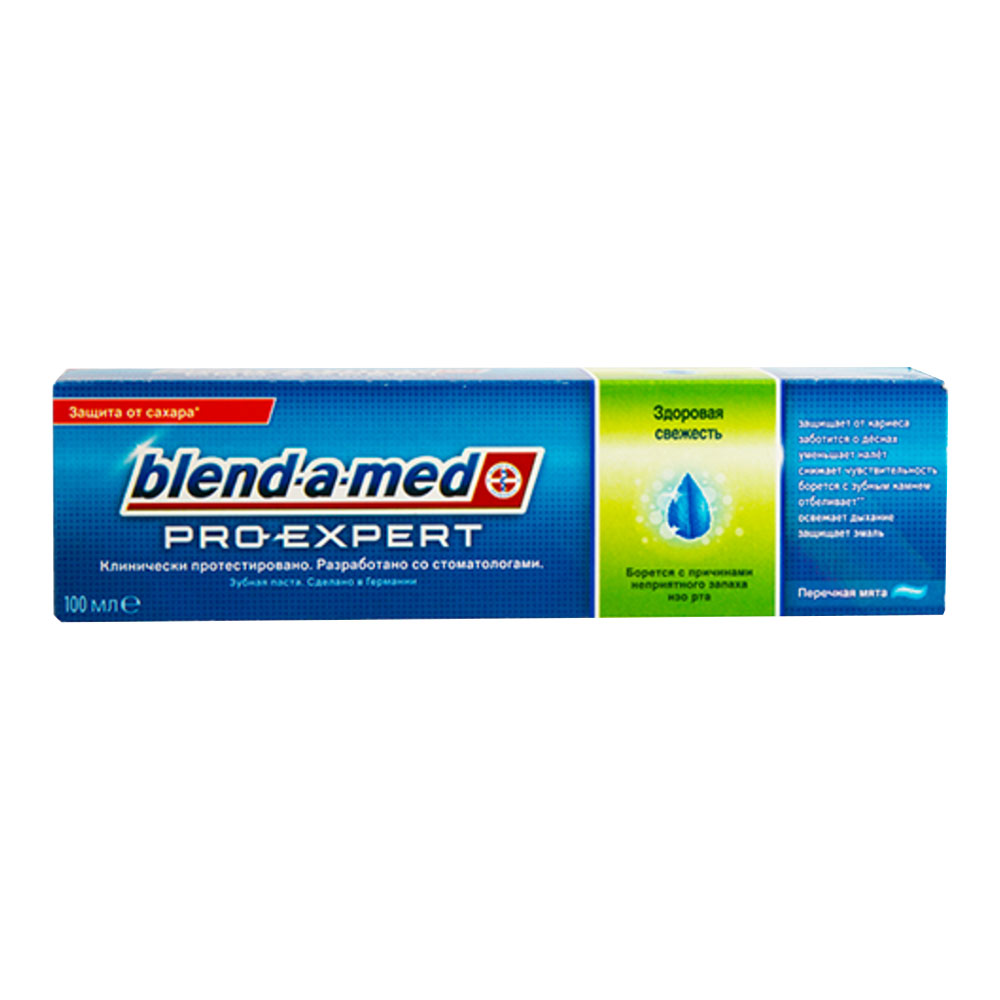 Защита от сахара*
blend-a-med
PRO-EXPERT
Клинически протестировано. Разработано со стоматологами.
Зубная паста. Сделано в Германии
100 мл℮
Здоровая
свежесть
Борется с причинами
неприятного запаха
изо рта
защищает от кариеса
заботится о дёснах
уменьшает налёт
снижает чувствительность
борется с зубным камнем
отбеливает**
освежает дыхание
защищает эмаль
Перечная мята